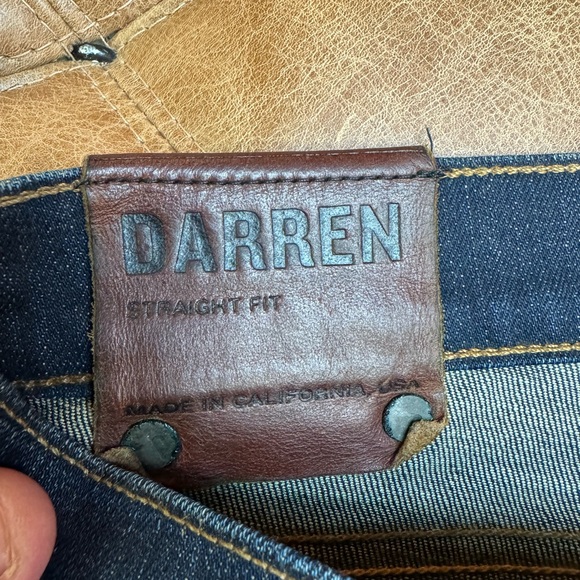 DARREN
STRAIGHT FIT
MADE IN CALIFORNIA, USA